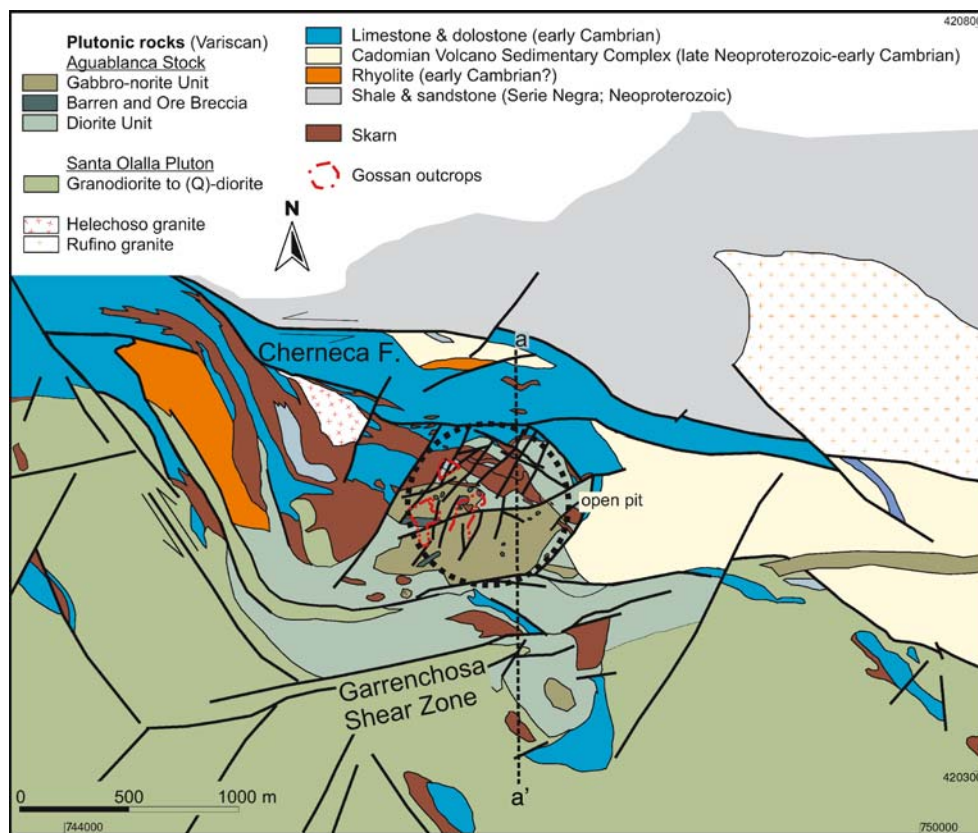 420800
Plutonic rocks (Variscan)
Aguablanca Stock
Gabbro-norite Unit
Barren and Ore Breccia
Diorite Unit
Santa Olalla Pluton
Granodiorite to (Q)-diorite
Helechoso granite
Rufino granite
Limestone & dolostone (early Cambrian)
Cadomian Volcano Sedimentary Complex (late Neoproterozoic-early Cambrian)
Rhyolite (early Cambrian?)
Shale & sandstone (Serie Negra; Neoproterozoic)
Skarn
Gossan outcrops
N
Cherneca F.
a
open pit
Garrenchosa
Shear Zone
a'
0 500 1000 m
744000
420300
750000